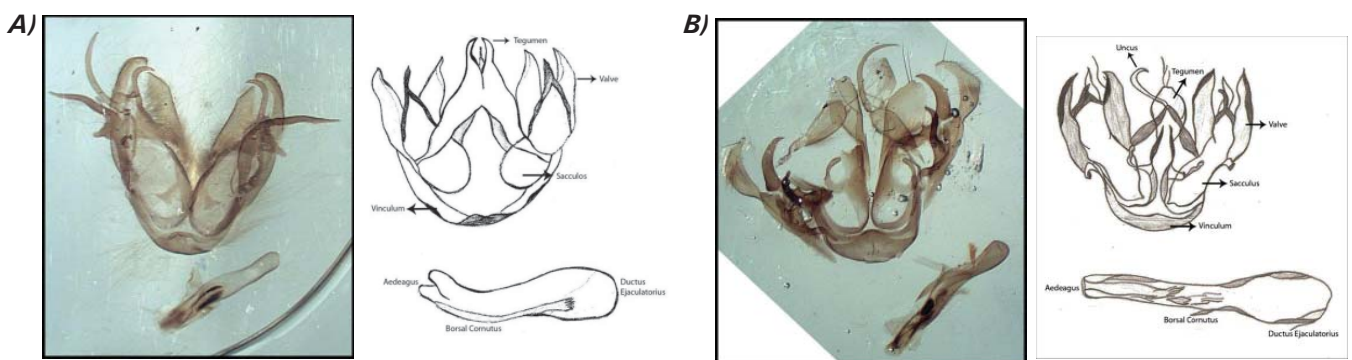 A)
Tegumen
Valve
Sacculos
Vinculum
Aedeagus
Ductus
Ejaculatorius
Borsal Cornutus
B)
Uncus
Tegumen
Valve
Sacculus
Vinculum
Aedeagus
Borsal Cornutus
Ductus Ejaculatorius